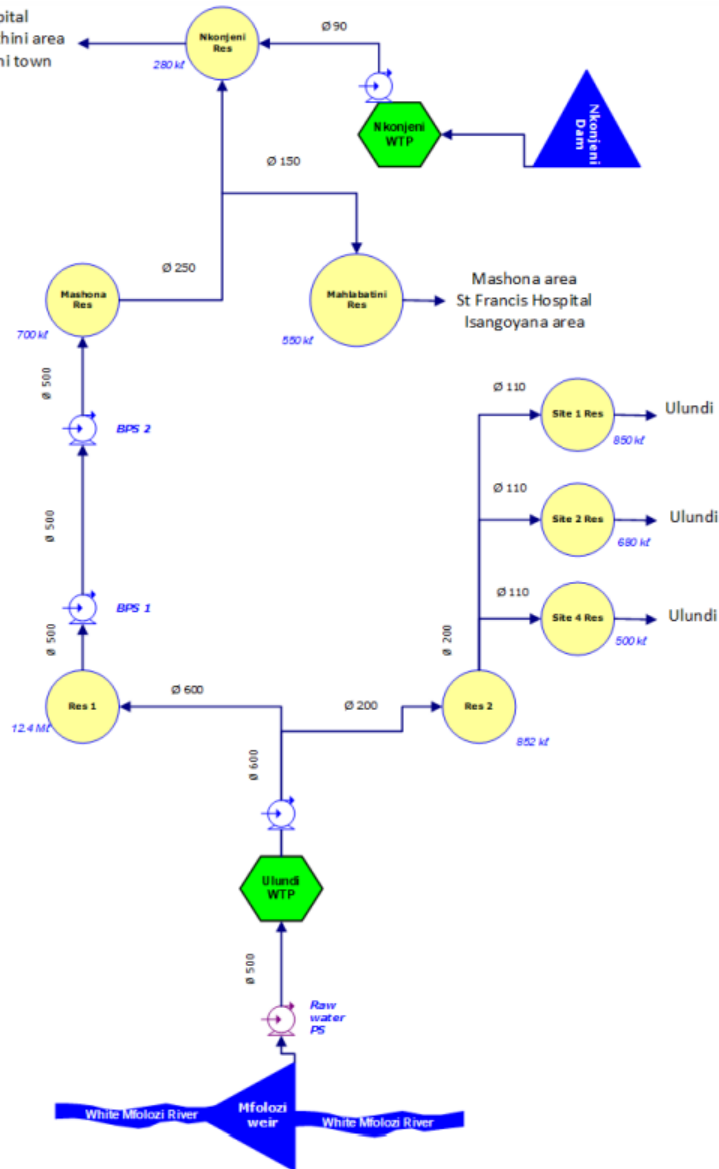 Nkonjeni
Res
280 kℓ
hini area
ni town
Ø 90
Nkonjeni
WTP
Nkonjeni
Dam
Ø 150
Ø 250
Mashona
Res
700 kℓ
Mahlabatini
Res
550 kℓ
Mashona area
St Francis Hospital
Isangoyana area
Ø 500
BPS 2
Ø 500
BPS 1
Ø 500
Ø 110
Site 1 Res
850 kℓ
Ulundi
Ø 110
Site 2 Res
680 kℓ
Ulundi
Ø 110
Site 4 Res
500 kℓ
Ulundi
Ø 200
Res 1
12.4 Mℓ
Ø 600
Ø 200
Res 2
852 kℓ
Ø 600
Ulundi
WTP
Ø 500
Raw
water
PS
White Mfolozi River
Mfolozi
weir
White Mfolozi River